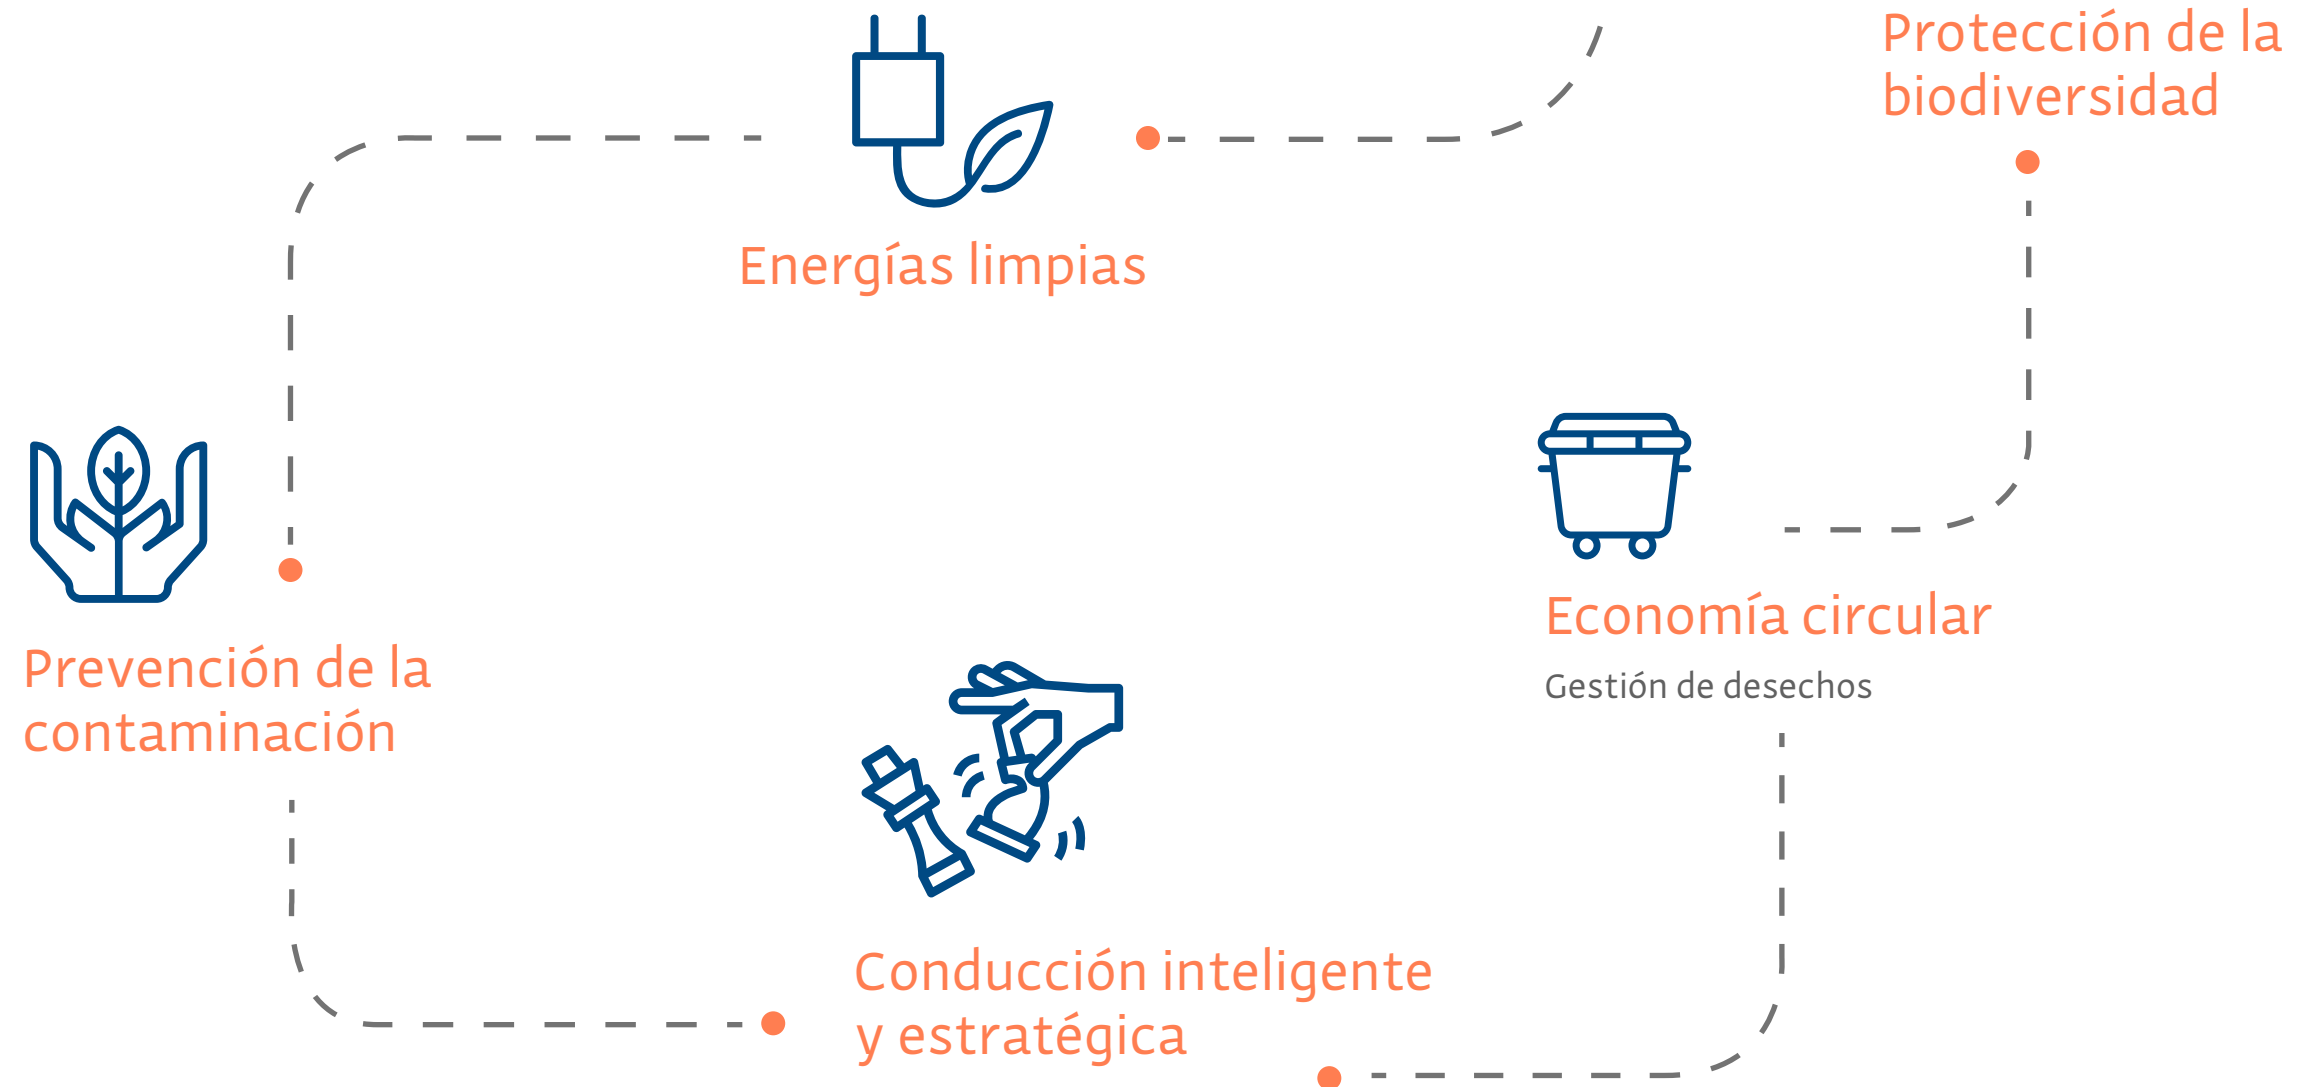 Protección de la
biodiversidad
Energías limpias
Economía circular
Gestión de desechos
Prevención de la
contaminación
Conducción inteligente
y estratégica